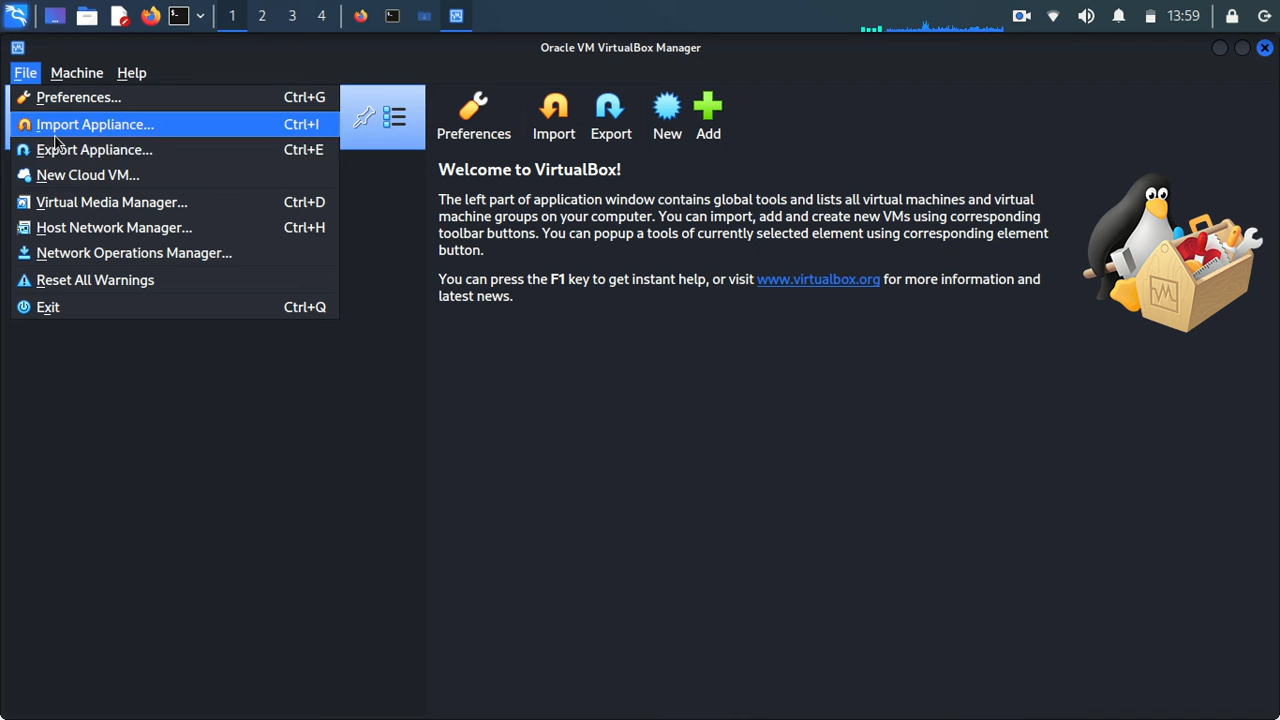 1 2 3 4 13:59
Oracle VM VirtualBox Manager
File Machine Help
Preferences... Ctrl+G
Import Appliance... Ctrl+I
Export Appliance... Ctrl+E
New Cloud VM...
Virtual Media Manager... Ctrl+D
Host Network Manager... Ctrl+H
Network Operations Manager...
Reset All Warnings
Exit Ctrl+Q
Preferences Import Export New Add
Welcome to VirtualBox!
The left part of application window contains global tools and lists all virtual machines and virtual
machine groups on your computer. You can import, add and create new VMs using corresponding
toolbar buttons. You can popup a tools of currently selected element using corresponding element
button.
You can press the F1 key to get instant help, or visit www.virtualbox.org for more information and
latest news.